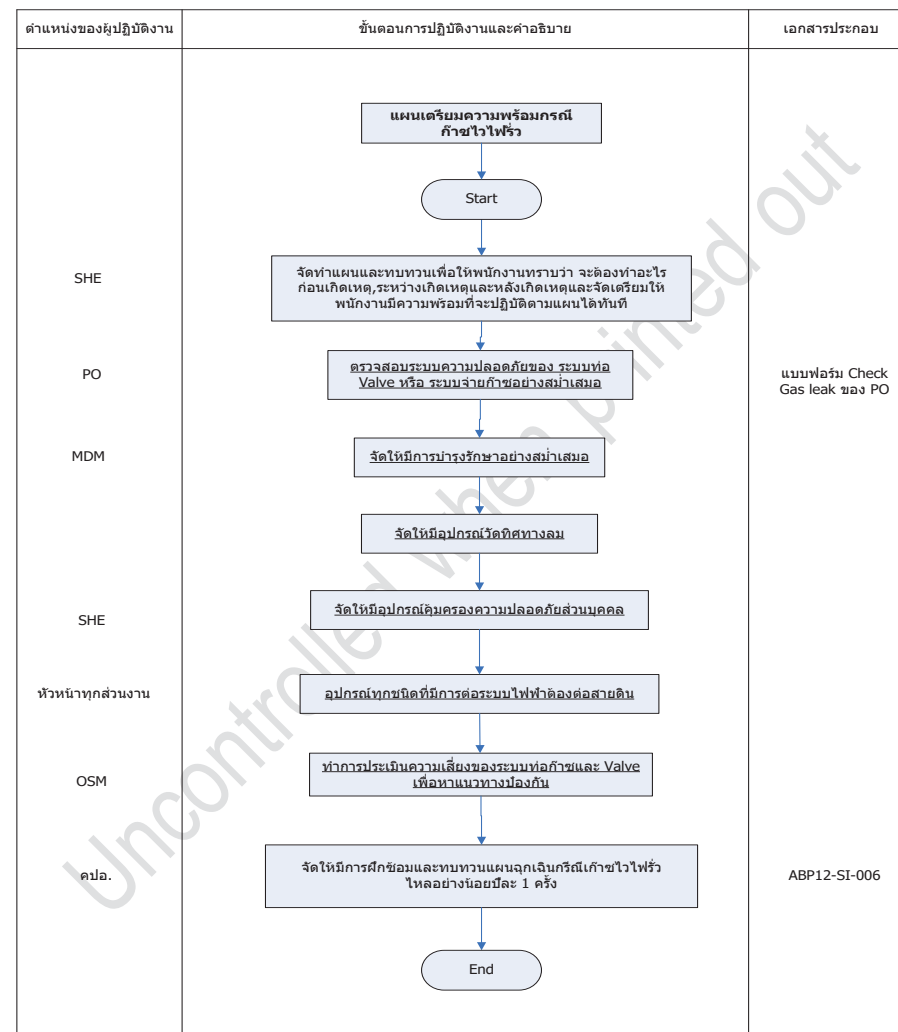 ตำแหน่งของผู้ปฏิบัติงาน
ขั้นตอนการปฏิบัติงานและคำอธิบาย
เอกสารประกอบ
แผนเตรียมความพร้อมกรณี
ก๊าซไวไฟรั่ว
Start
SHE
จัดทำแผนและทบทวนเพื่อให้พนักงานทราบว่า จะต้องทำอะไร
ก่อนเกิดเหตุ,ระหว่างเกิดเหตุและหลังเกิดเหตุและจัดเตรียมให้
พนักงานมีความพร้อมที่จะปฏิบัติตามแผนได้ทันที
PO
ตรวจสอบระบบความปลอดภัยของ ระบบท่อ
Valve หรือ ระบบจ่ายก๊าซอย่างสม่ำเสมอ
แบบฟอร์ม Check
Gas leak ของ PO
MDM
จัดให้มีการบำรุงรักษาอย่างสม่ำเสมอ
จัดให้มีอุปกรณ์วัดทิศทางลม
SHE
จัดให้มีอุปกรณ์คุ้มครองความปลอดภัยส่วนบุคคล
หัวหน้าทุกส่วนงาน
อุปกรณ์ทุกชนิดที่มีการต่อระบบไฟฟ้าต้องต่อสายดิน
OSM
ทำการประเมินความเสี่ยงของระบบท่อก๊าซและ Valve
เพื่อหาแนวทางป้องกัน
คปอ.
จัดให้มีการฝึกซ้อมและทบทวนแผนฉุกเฉินกรีณีเก๊าซไวไฟรั่ว
ไหลอย่างน้อยปีละ 1 ครั้ง
ABP12-SI-006
End
Uncontrolled when printed out